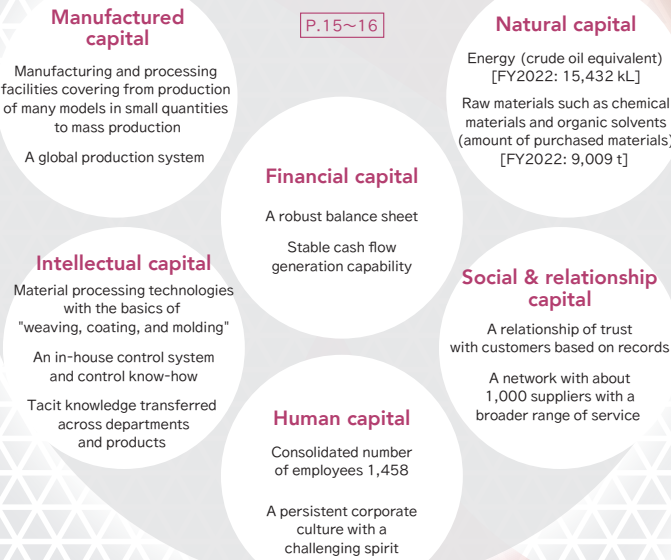 Manufactured
capital
Manufacturing and processing
facilities covering from production
of many models in small quantities
to mass production
A global production system
P.15~16
Natural capital
Energy (crude oil equivalent)
[FY2022: 15,432 kL]
Raw materials such as chemical
materials and organic solvents
(amount of purchased materials)
[FY2022: 9,009 t]
Financial capital
A robust balance sheet
Stable cash flow
generation capability
Intellectual capital
Material processing technologies
with the basics of
"weaving, coating, and molding"
An in-house control system
and control know-how
Tacit knowledge transferred
across departments
and products
Social & relationship
capital
A relationship of trust
with customers based on records
A network with about
1,000 suppliers with a
broader range of service
Human capital
Consolidated number
of employees 1,458
A persistent corporate
culture with a
challenging spirit